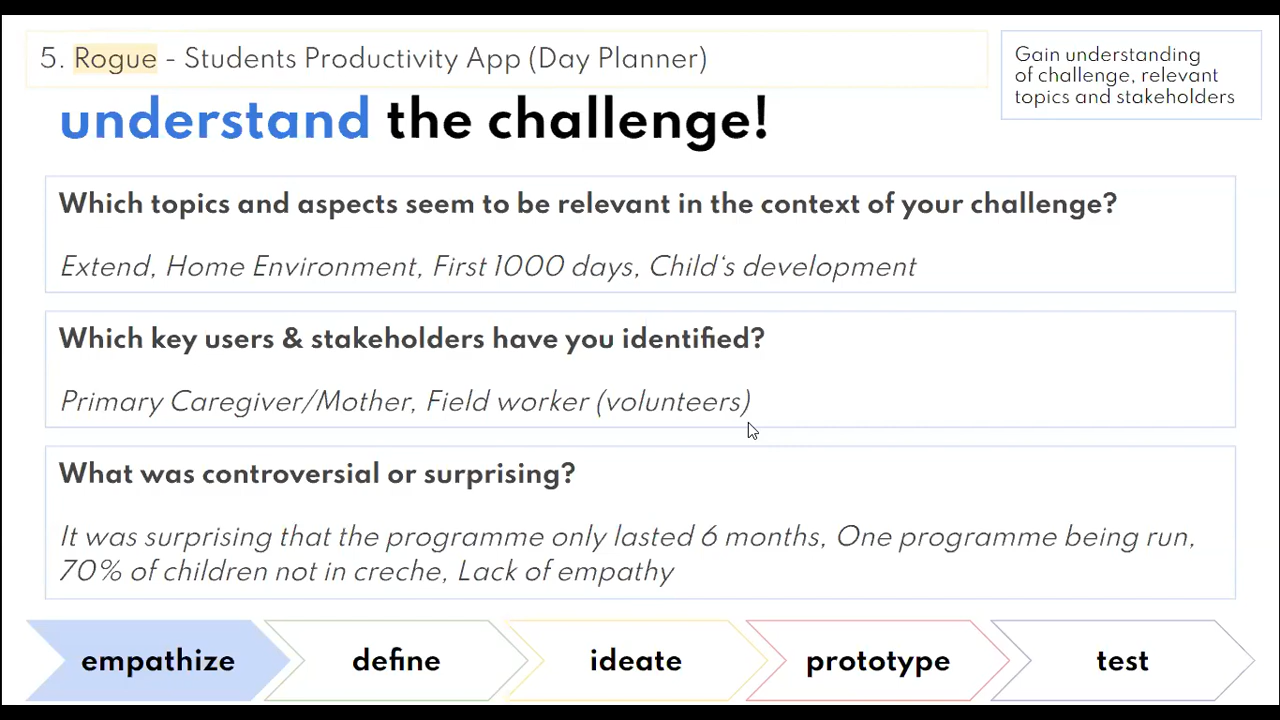 5. Rogue - Students Productivity App (Day Planner)
Gain understanding
of challenge, relevant
topics and stakeholders
understand the challenge!
Which topics and aspects seem to be relevant in the context of your challenge?
Extend, Home Environment, First 1000 days, Child's development
Which key users & stakeholders have you identified?
Primary Caregiver/Mother, Field worker (volunteers)
What was controversial or surprising?
It was surprising that the programme only lasted 6 months, One programme being run,
70% of children not in creche, Lack of empathy
empathize
define
ideate
prototype
test